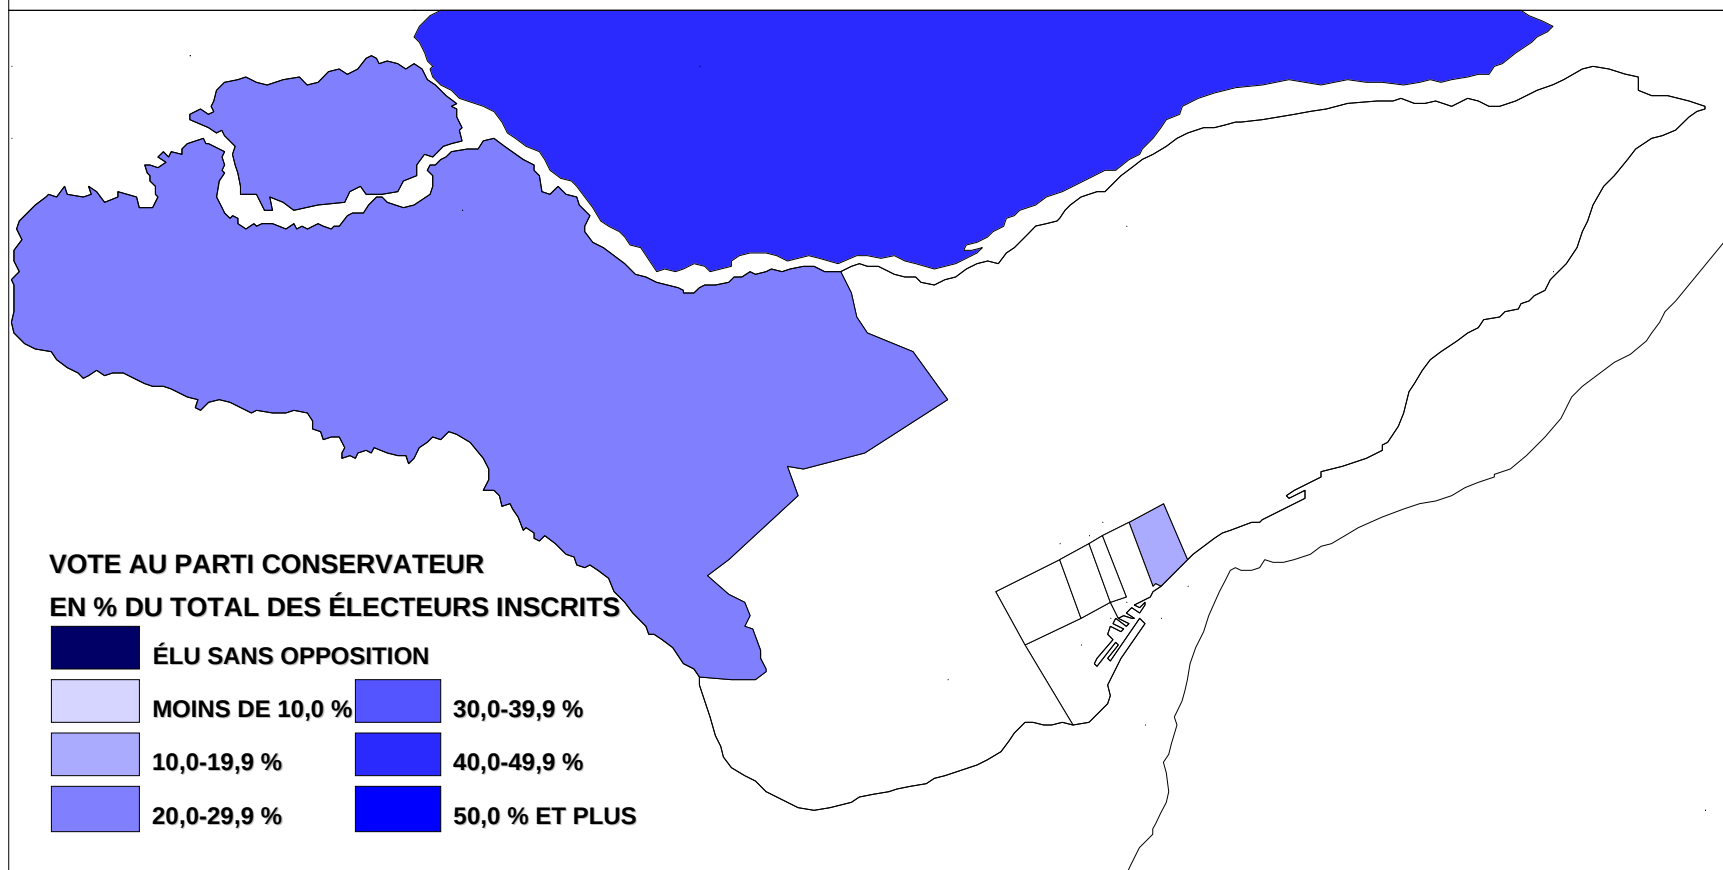 VOTE AU PARTI CONSERVATEUR
EN % DU TOTAL DES ÉLECTEURS INSCRITS
ÉLU SANS OPPOSITION
MOINS DE 10,0 %
10,0-19,9 %
20,0-29,9 %
30,0-39,9 %
40,0-49,9 %
50,0 % ET PLUS